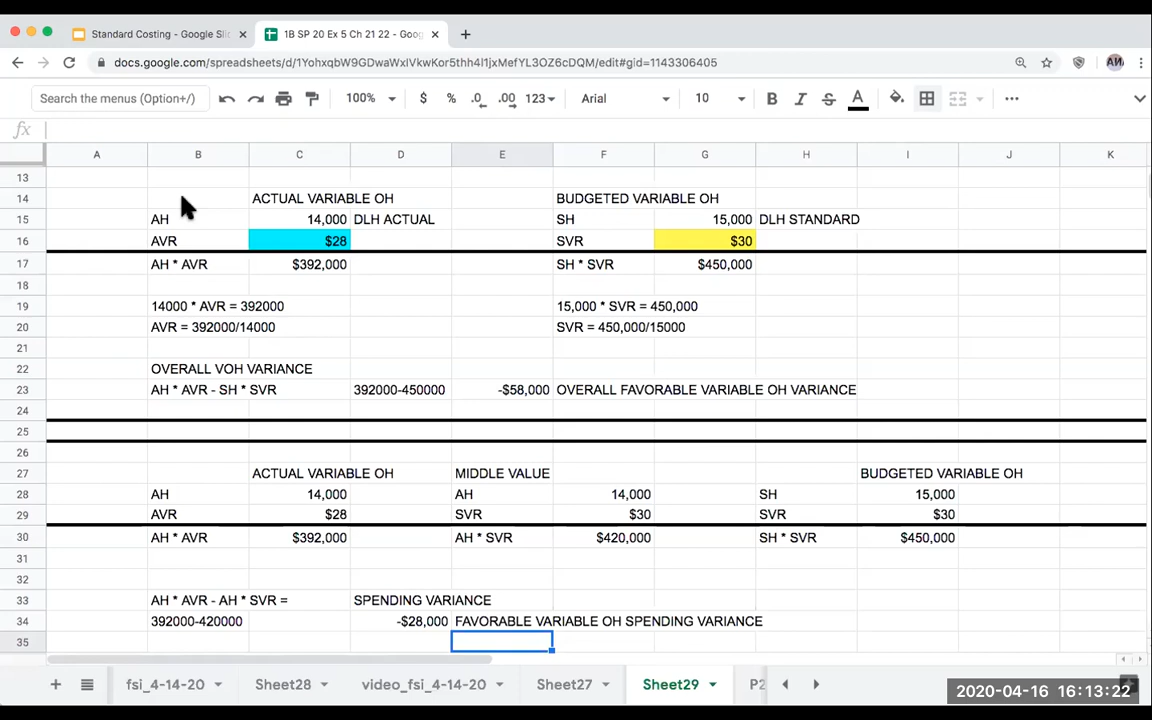 Standard Costing - Google Slid
1B SP 20 Ex 5 Ch 21 22 - Goog
docs.google.com/spreadsheets/d/1YohxqbW9GDwaWxIVkwKor5thh4l1jxMefYL3OZ6cDQM/edit#gid=1143306405
Search the menus (Option+/)
100% $ % .0 .00 123 Arial 10 B I S A
fx
A B C D E F G H I J K
13
14 ACTUAL VARIABLE OH BUDGETED VARIABLE OH
15 AH 14,000 DLH ACTUAL SH 15,000 DLH STANDARD
16 AVR $28 SVR $30
17 AH * AVR $392,000 SH * SVR $450,000
18
19 14000 * AVR = 392000 15,000 * SVR = 450,000
20 AVR = 392000/14000 SVR = 450,000/15000
21
22 OVERALL VOH VARIANCE
23 AH * AVR - SH * SVR 392000-450000 -$58,000 OVERALL FAVORABLE VARIABLE OH VARIANCE
24
25
26
27 ACTUAL VARIABLE OH MIDDLE VALUE BUDGETED VARIABLE OH
28 AH 14,000 AH 14,000 SH 15,000
29 AVR $28 SVR $30 SVR $30
30 AH * AVR $392,000 AH * SVR $420,000 SH * SVR $450,000
31
32
33 AH * AVR - AH * SVR = SPENDING VARIANCE
34 392000-420000 -$28,000 FAVORABLE VARIABLE OH SPENDING VARIANCE
35
fsi_4-14-20 Sheet28 video_fsi_4-14-20 Sheet27 Sheet29 P2
2020-04-16 16:13:22